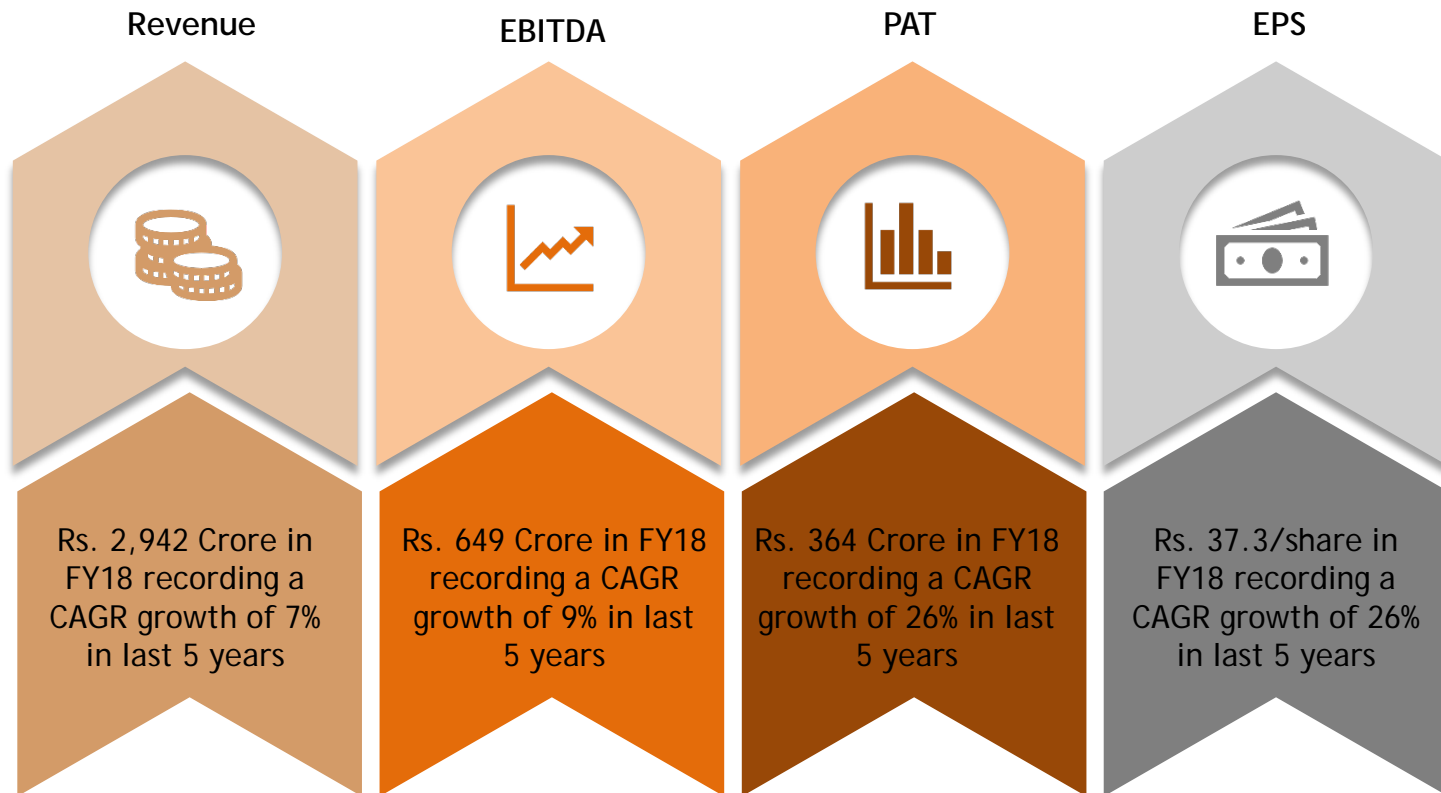 Revenue
EBITDA
PAT
EPS
Rs. 2,942 Crore in
FY18 recording a
CAGR growth of 7%
in last 5 years
Rs. 649 Crore in FY18
recording a CAGR
growth of 9% in last
5 years
Rs. 364 Crore in FY18
recording a CAGR
growth of 26% in last
5 years
Rs. 37.3/share in
FY18 recording a
CAGR growth of 26%
in last 5 years